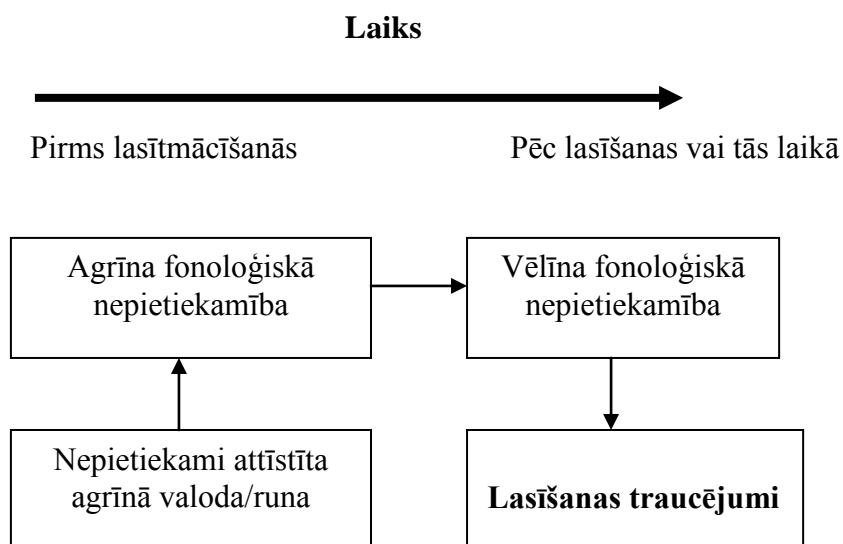 Laiks
Pirms lasītmācīšanās
Pēc lasīšanas vai tās laikā
Agrīna fonoloģiskā
nepietiekamība
Vēlīna fonoloģiskā
nepietiekamība
Nepietiekami attīstīta
agrīnā valoda/runa
Lasīšanas traucējumi